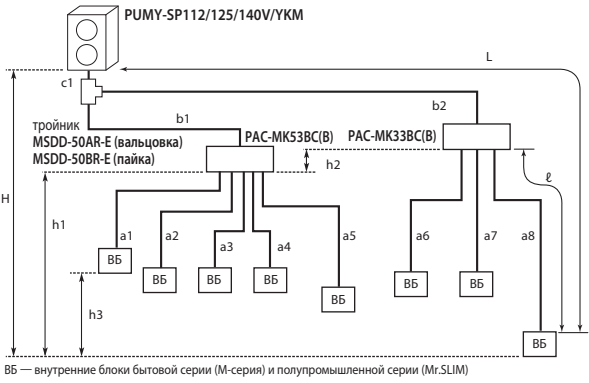 PUMY-SP112/125/140V/YKM
L
c1
b2
b1
тройник
MSDD-50AR-E (вальцовка)
MSDD-50BR-E (пайка)
PAC-MK53BC(B)
PAC-MK33BC(B)
h2
ℓ
H
h1
a1
a2
a3
a4
a5
a6
a7
a8
ВБ
ВБ
ВБ
ВБ
ВБ
ВБ
ВБ
h3
ВБ
ВБ — внутренние блоки бытовой серии (М-серия) и полупромышленной серии (Mr.SLIM)